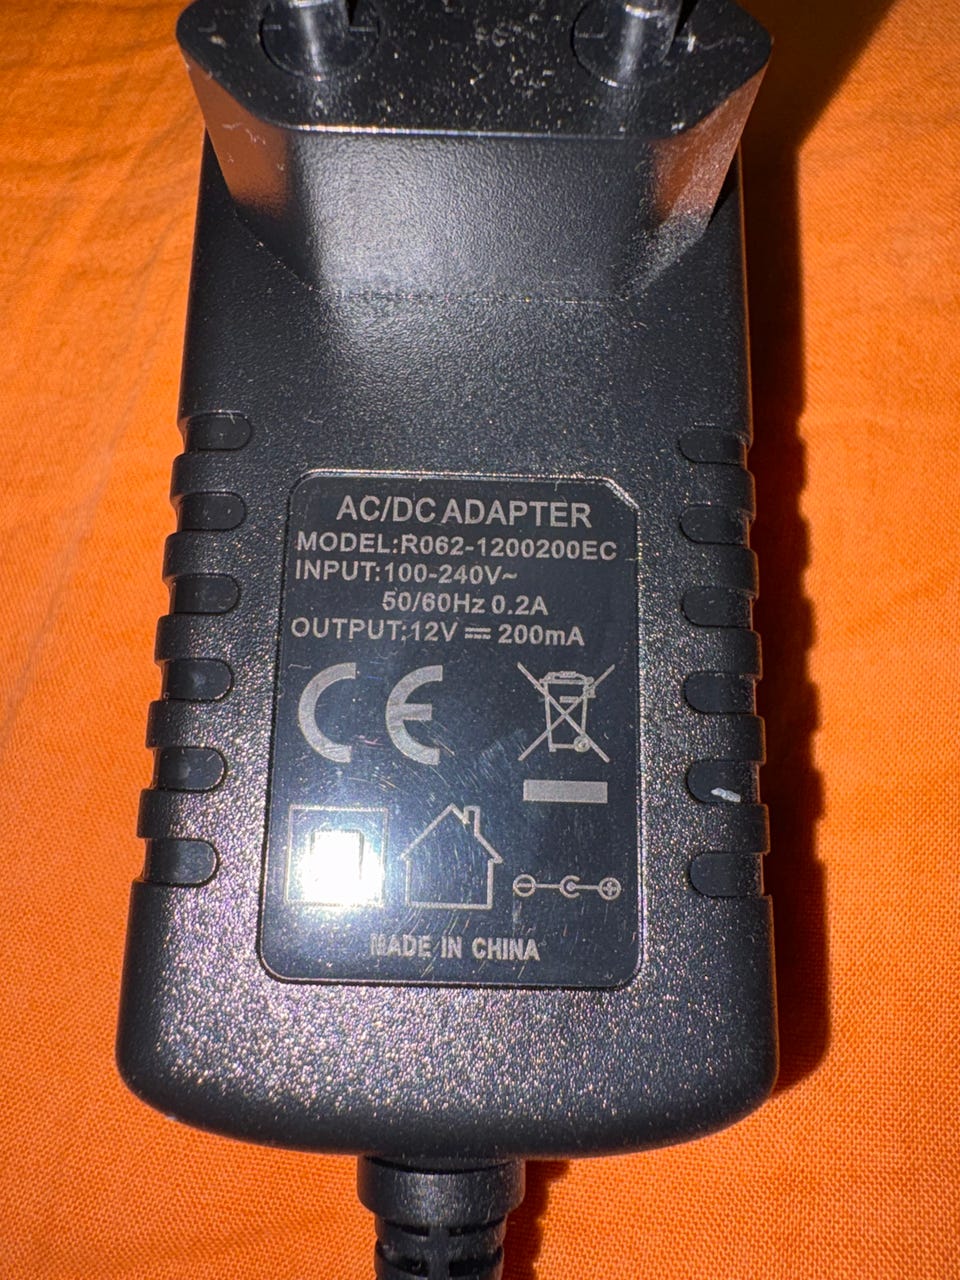 AC/DC ADAPTER
MODEL:R062-1200200EC
INPUT:100-240V~
50/60Hz 0.2A
OUTPUT:12V ⎓ 200mA
CE
MADE IN CHINA